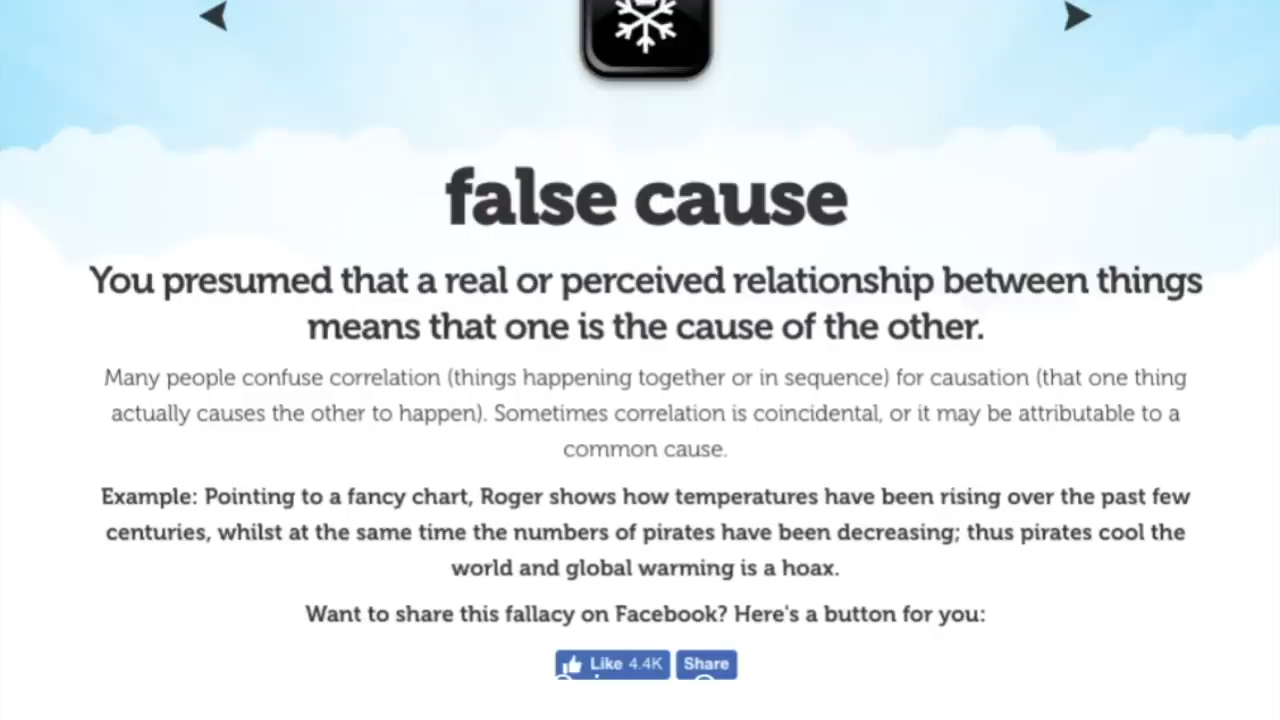 false cause
You presumed that a real or perceived relationship between things
means that one is the cause of the other.
Many people confuse correlation (things happening together or in sequence) for causation (that one thing
actually causes the other to happen). Sometimes correlation is coincidental, or it may be attributable to a
common cause.
Example: Pointing to a fancy chart, Roger shows how temperatures have been rising over the past few
centuries, whilst at the same time the numbers of pirates have been decreasing; thus pirates cool the
world and global warming is a hoax.
Want to share this fallacy on Facebook? Here's a button for you:
Like 4.4K Share